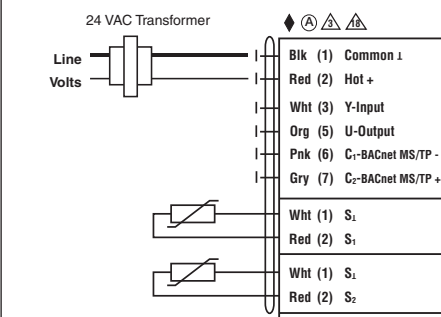 24 VAC Transformer
A 3 18
Line
Volts
Blk (1) Common ⊥
Red (2) Hot +
Wht (3) Y-Input
Org (5) U-Output
Pnk (6) C₁-BACnet MS/TP -
Gry (7) C₂-BACnet MS/TP +
Wht (1) S⊥
Red (2) S₁
Wht (1) S⊥
Red (2) S₂